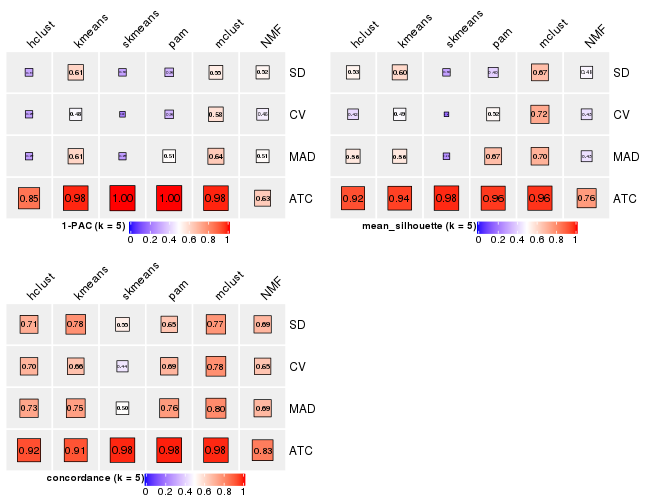 hclust kmeans skmeans pam mclust NMF
0.61 0.55 0.52 SD
0.48 0.58 CV
0.61 0.51 0.64 0.51 MAD
0.85 0.98 1.00 1.00 0.98 0.63 ATC
1-PAC (k = 5)
0 0.2 0.4 0.6 0.8 1
hclust kmeans skmeans pam mclust NMF
0.53 0.60 0.67 SD
0.49 0.52 0.72 CV
0.56 0.56 0.67 0.70 MAD
0.92 0.94 0.98 0.96 0.96 0.76 ATC
mean_silhouette (k = 5)
0 0.2 0.4 0.6 0.8 1
hclust kmeans skmeans pam mclust NMF
0.71 0.78 0.55 0.65 0.77 0.69 SD
0.70 0.66 0.44 0.69 0.78 0.65 CV
0.73 0.75 0.50 0.76 0.80 0.69 MAD
0.92 0.91 0.98 0.98 0.98 0.83 ATC
concordance (k = 5)
0 0.2 0.4 0.6 0.8 1